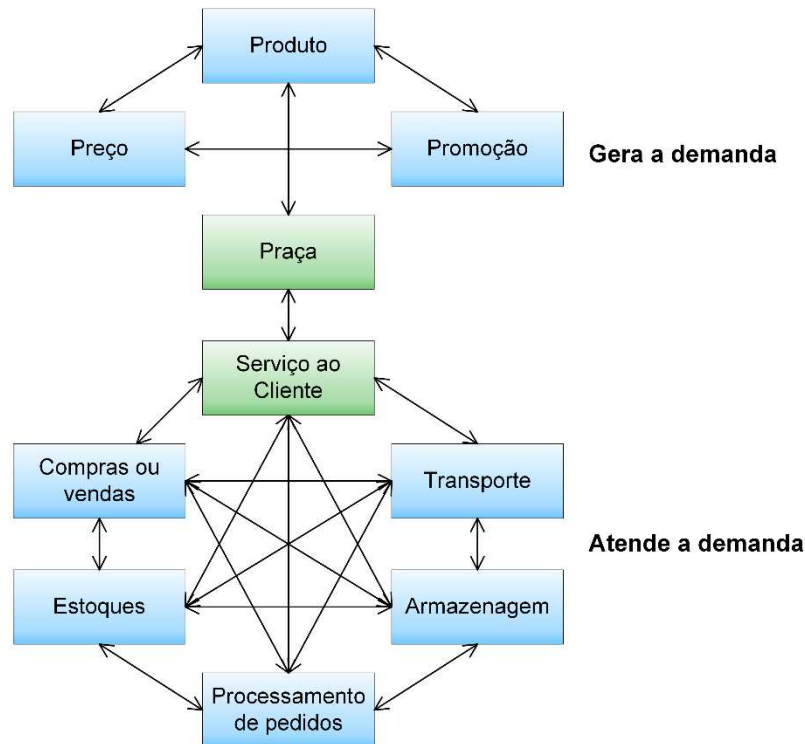 Produto
Preço
Promoção
Gera a demanda
Praça
Serviço ao
Cliente
Compras ou
vendas
Transporte
Atende a demanda
Estoques
Armazenagem
Processamento
de pedidos